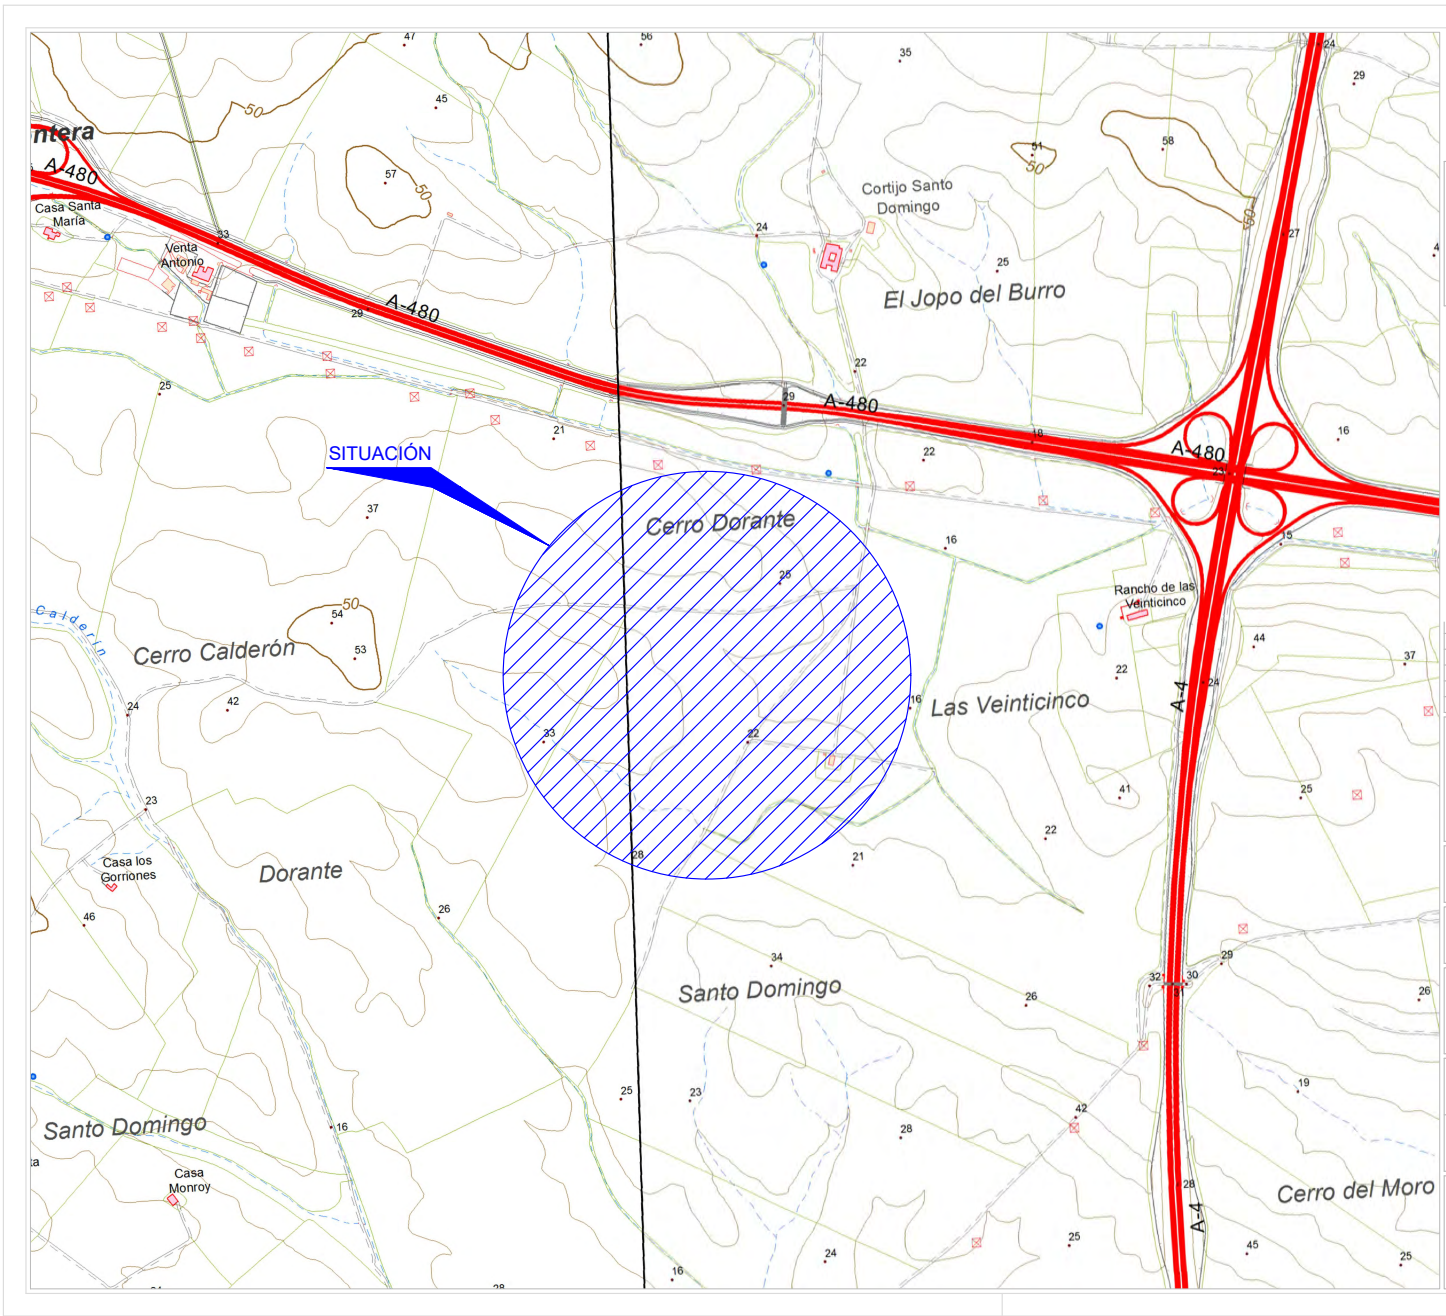 47
56
35
24
29
50
45
ntera
51
58
50
A-480
57
50
Cortijo Santo
Domingo
Casa Santa
María
50
33
24
27
Venta
Antonio
25
El Jopo del Burro
A-480
29
22
25
29
A-480
18
16
21
SITUACIÓN
22
A-480
23
37
Cerro Dorante
16
15
25
Rancho de las
Veinticinco
Calderín
50
54
44
Cerro Calderón
53
37
22
24
42
A-4
24
16
Las Veinticinco
33
22
23
41
25
22
28
21
Casa los
Gorriones
Dorante
46
26
34
29
32
30
31
Santo Domingo
26
26
25
23
19
42
Santo Domingo
16
28
ta
Casa
Monroy
28
Cerro del Moro
A-4
24
25
45
25
16